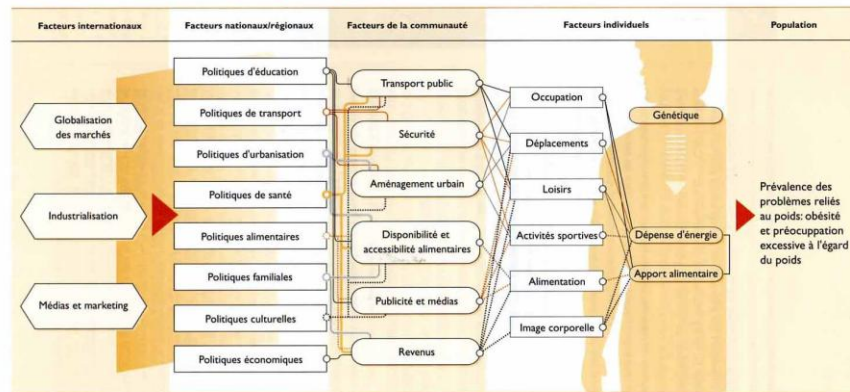 Facteurs internationaux
Facteurs nationaux/régionaux
Facteurs de la communauté
Facteurs individuels
Population
Globalisation
des marchés
Industrialisation
Médias et marketing
Politiques d'éducation
Politiques de transport
Politiques d'urbanisation
Politiques de santé
Politiques alimentaires
Politiques familiales
Politiques culturelles
Politiques économiques
Transport public
Sécurité
Aménagement urbain
Disponibilité et
accessibilité alimentaires
Publicité et médias
Revenus
Occupation
Déplacements
Loisirs
Activités sportives
Alimentation
Image corporelle
Génétique
Dépense d'énergie
Apport alimentaire
Prévalence des
problèmes reliés
au poids: obésité
et préoccupation
excessive à l'égard
du poids